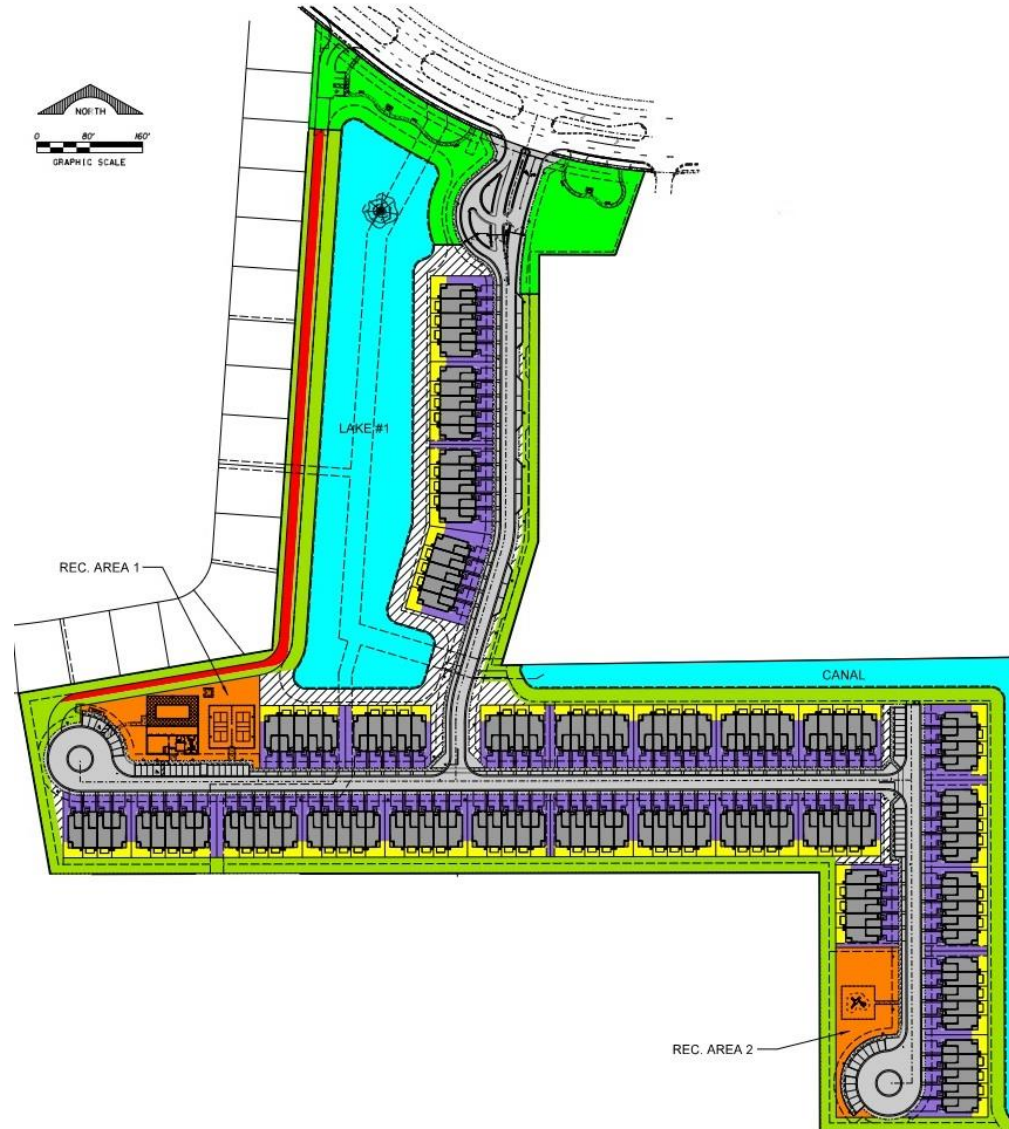 NORTH
0 80' 160'
GRAPHIC SCALE
LAKE #1
REC. AREA 1
CANAL
REC. AREA 2